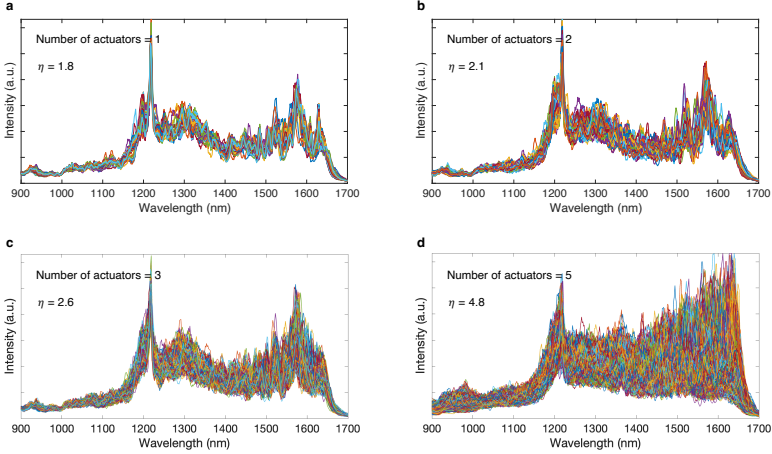 a
Number of actuators = 1
η = 1.8
Intensity (a.u.)
900 1000 1100 1200 1300 1400 1500 1600 1700
Wavelength (nm)
b
Number of actuators = 2
η = 2.1
Intensity (a.u.)
900 1000 1100 1200 1300 1400 1500 1600 1700
Wavelength (nm)
c
Number of actuators = 3
η = 2.6
Intensity (a.u.)
900 1000 1100 1200 1300 1400 1500 1600 1700
Wavelength (nm)
d
Number of actuators = 5
η = 4.8
Intensity (a.u.)
900 1000 1100 1200 1300 1400 1500 1600 1700
Wavelength (nm)